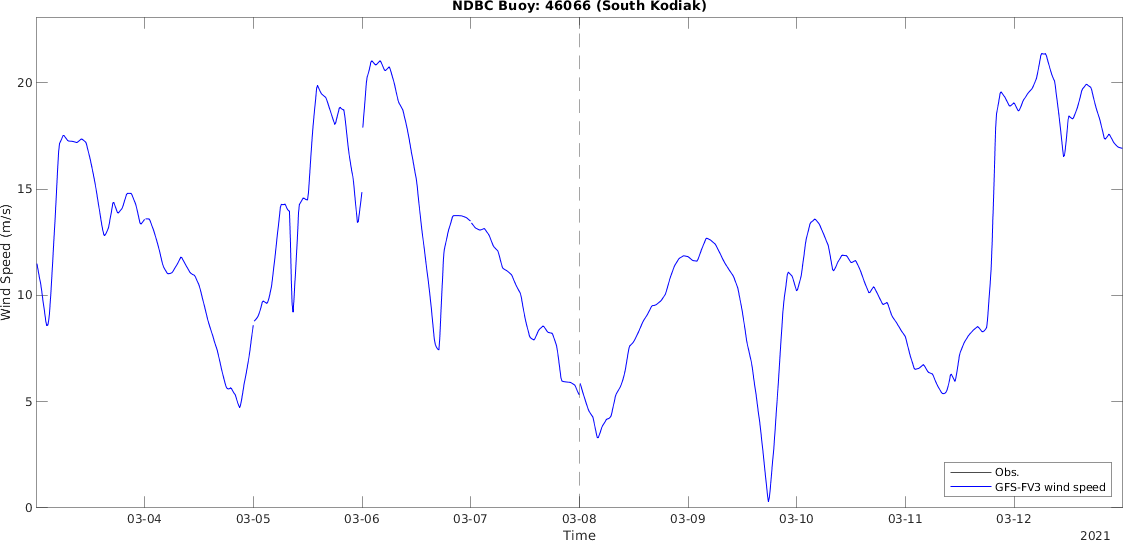 NDBC Buoy: 46066 (South Kodiak)
Wind Speed (m/s)
20
15
10
5
0
Obs.
GFS-FV3 wind speed
03-04 03-05 03-06 03-07 03-08 03-09 03-10 03-11 03-12
Time
2021